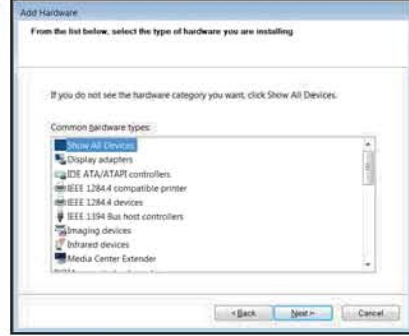 Add Hardware
From the list below, select the type of hardware you are installing
If you do not see the hardware category you want, click Show All Devices.
Common hardware types:
Show All Devices
Display adapters
IDE ATA/ATAPI controllers
IEEE 1284.4 compatible printer
IEEE 1284.4 devices
IEEE 1394 Bus host controllers
Imaging devices
Infrared devices
Media Center Extender
< Back Next > Cancel